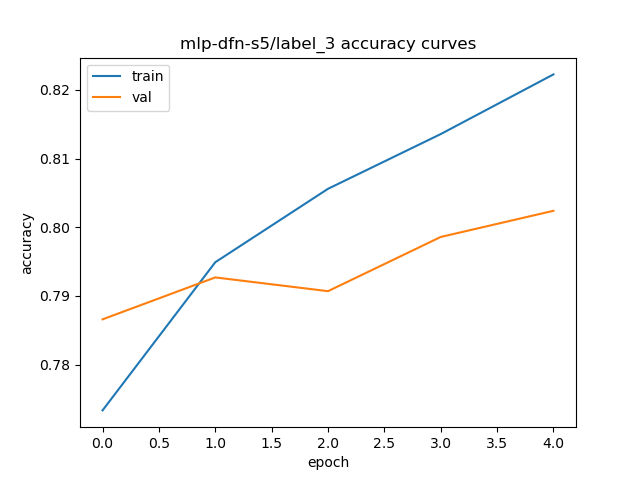 mlp-dfn-s5/label_3 accuracy curves
train
val
0.82
0.81
0.80
0.79
0.78
accuracy
0.0 0.5 1.0 1.5 2.0 2.5 3.0 3.5 4.0
epoch